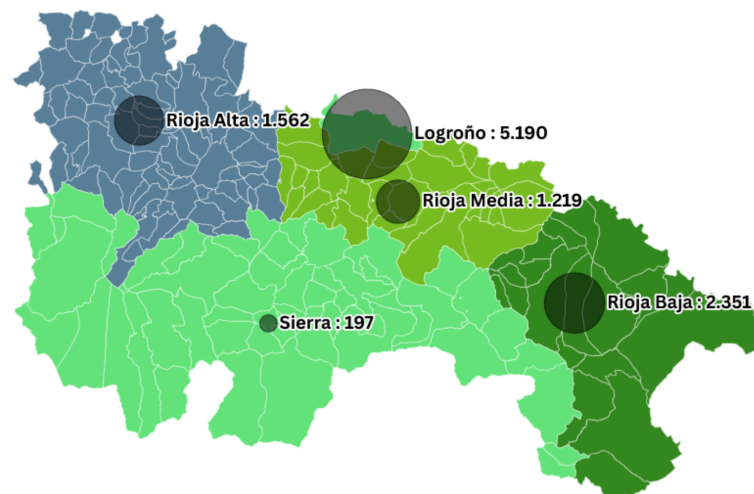 Rioja Alta : 1.562
Logroño : 5.190
Rioja Media : 1.219
Rioja Baja : 2.351
Sierra : 197